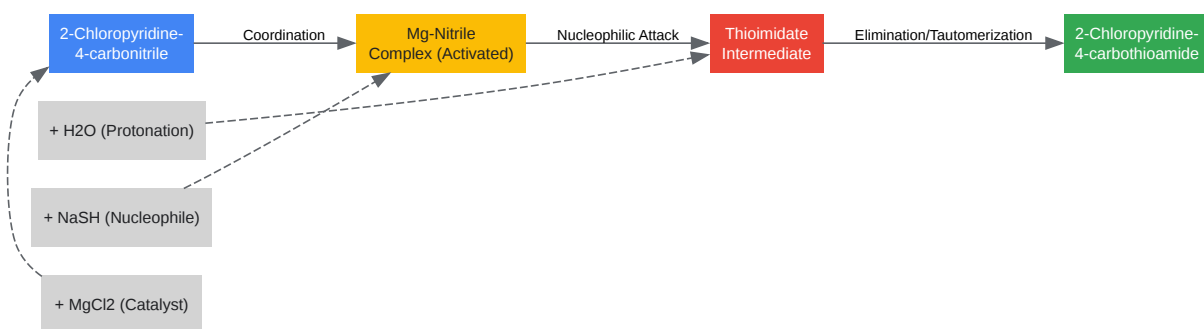 2-Chloropyridine-
4-carbonitrile
Coordination
Mg-Nitrile
Complex (Activated)
Nucleophilic Attack
Thioimidate
Intermediate
Elimination/Tautomerization
2-Chloropyridine-
4-carbothioamide
+ H2O (Protonation)
+ NaSH (Nucleophile)
+ MgCl2 (Catalyst)